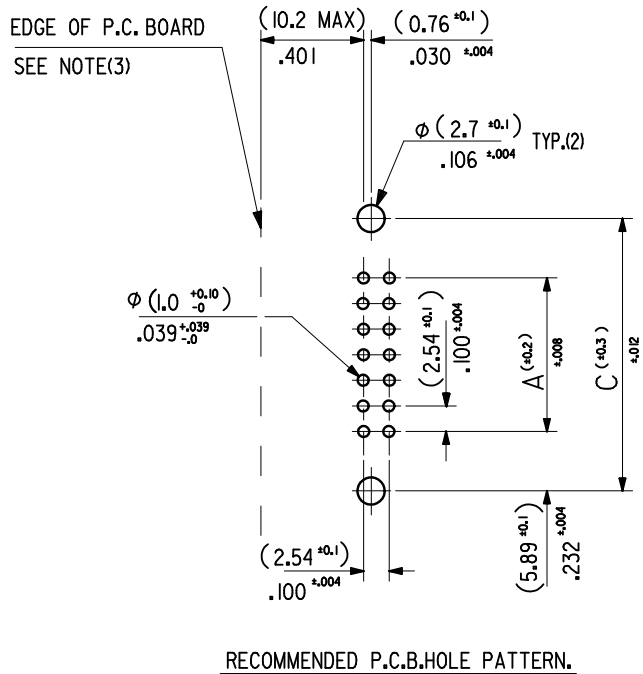 EDGE OF P.C. BOARD
SEE NOTE(3)
(10.2 MAX)
.401
(0.76 ±0.1)
.030 ±.004
Ø (2.7 ±0.1)
.106 ±.004
TYP.(2)
Ø (1.0 +0.10 -0)
.039 +.039 -.0
(2.54 ±0.1)
.100 ±.004
A (±0.2)
±.008
C (±0.3)
±.012
(2.54 ±0.1)
.100 ±.004
(5.89 ±0.1)
.232 ±.004
RECOMMENDED P.C.B.HOLE PATTERN.